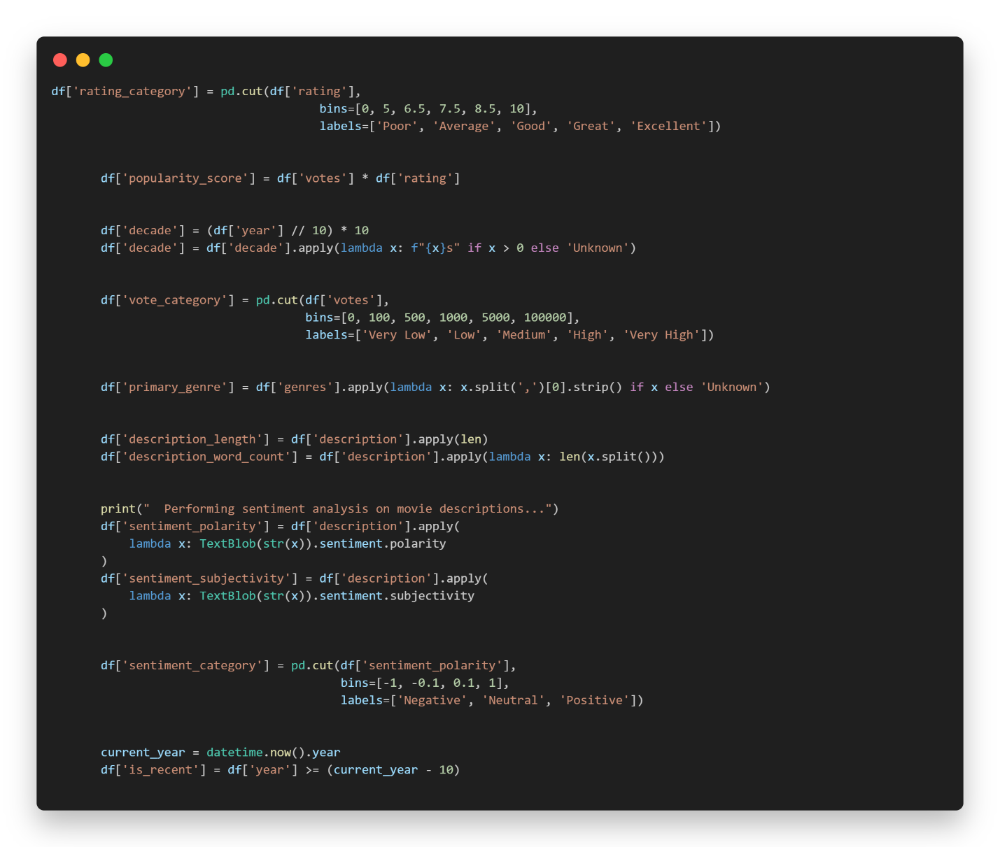 df['rating_category'] = pd.cut(df['rating'],
                                      bins=[0, 5, 6.5, 7.5, 8.5, 10],
                                      labels=['Poor', 'Average', 'Good', 'Great', 'Excellent'])
       df['popularity_score'] = df['votes'] * df['rating']
       df['decade'] = (df['year'] // 10) * 10
       df['decade'] = df['decade'].apply(lambda x: f"{x}s" if x > 0 else 'Unknown')
       df['vote_category'] = pd.cut(df['votes'],
                                    bins=[0, 100, 500, 1000, 5000, 100000],
                                    labels=['Very Low', 'Low', 'Medium', 'High', 'Very High'])
       df['primary_genre'] = df['genres'].apply(lambda x: x.split(',')[0].strip() if x else 'Unknown')
       df['description_length'] = df['description'].apply(len)
       df['description_word_count'] = df['description'].apply(lambda x: len(x.split()))
       print("  Performing sentiment analysis on movie descriptions...")
       df['sentiment_polarity'] = df['description'].apply(
           lambda x: TextBlob(str(x)).sentiment.polarity
       )
       df['sentiment_subjectivity'] = df['description'].apply(
           lambda x: TextBlob(str(x)).sentiment.subjectivity
       )
       df['sentiment_category'] = pd.cut(df['sentiment_polarity'],
                                         bins=[-1, -0.1, 0.1, 1],
                                         labels=['Negative', 'Neutral', 'Positive'])
       current_year = datetime.now().year
       df['is_recent'] = df['year'] >= (current_year - 10)